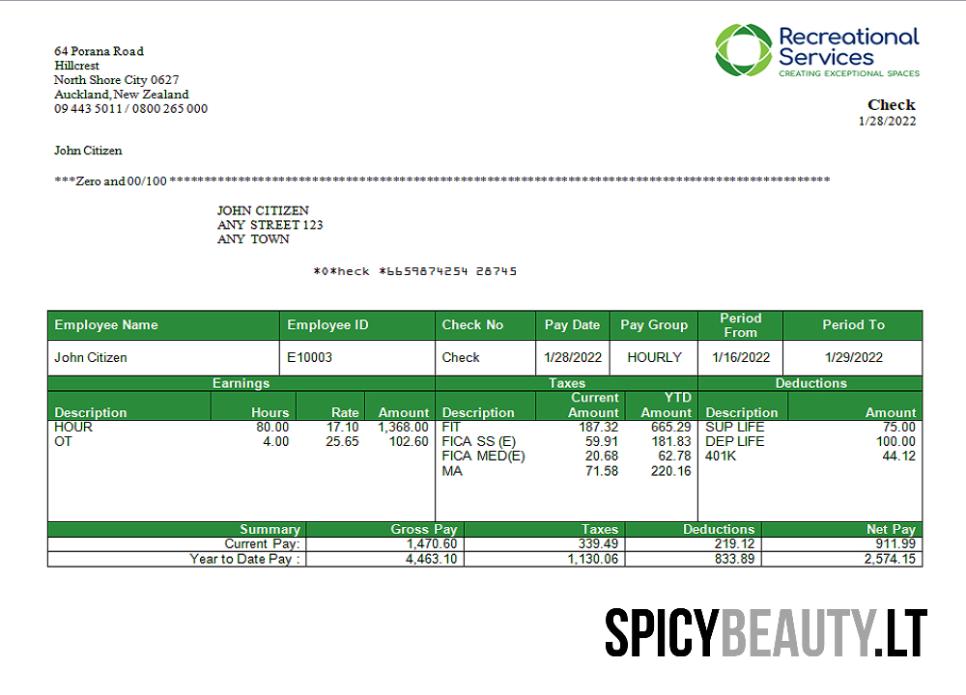 64 Porana Road
Hillcrest
North Shore City 0627
Auckland, New Zealand
09 443 5011 / 0800 265 000
Recreational
Services
CREATING EXCEPTIONAL SPACES
Check
1/28/2022
John Citizen
***Zero and 00/100 ***********************************************************************************************
JOHN CITIZEN
ANY STREET 123
ANY TOWN
*0*heck *6659874254 28745
Employee Name Employee ID Check No Pay Date Pay Group Period From Period To
John Citizen E10003 Check 1/28/2022 HOURLY 1/16/2022 1/29/2022
Earnings Taxes Deductions
Description Hours Rate Amount Description Current Amount YTD Amount Description Amount
HOUR 80.00 17.10 1,368.00 FIT 187.32 665.29 SUP LIFE 75.00
OT 4.00 25.65 102.60 FICA SS (E) 59.91 181.83 DEP LIFE 100.00
FICA MED(E) 20.68 62.78 401K 44.12
MA 71.58 220.16
Summary Gross Pay Taxes Deductions Net Pay
Current Pay: 1,470.60 339.49 219.12 911.99
Year to Date Pay : 4,463.10 1,130.06 833.89 2,574.15
SPICYBEAUTY.LT